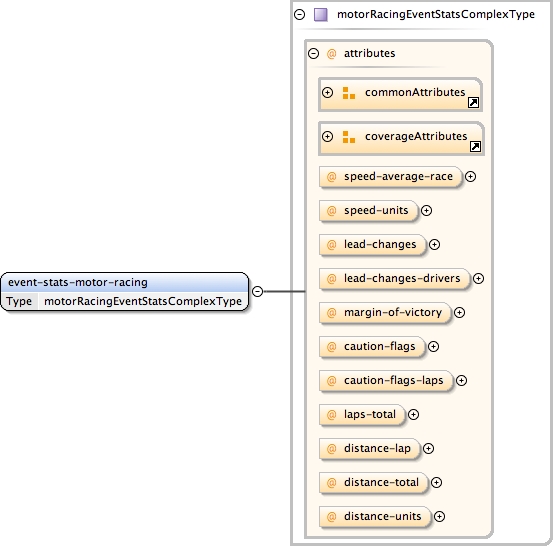 motorRacingEventStatsComplexType
@ attributes
commonAttributes
coverageAttributes
@ speed-average-race
@ speed-units
@ lead-changes
@ lead-changes-drivers
event-stats-motor-racing
Type motorRacingEventStatsComplexType
@ margin-of-victory
@ caution-flags
@ caution-flags-laps
@ laps-total
@ distance-lap
@ distance-total
@ distance-units